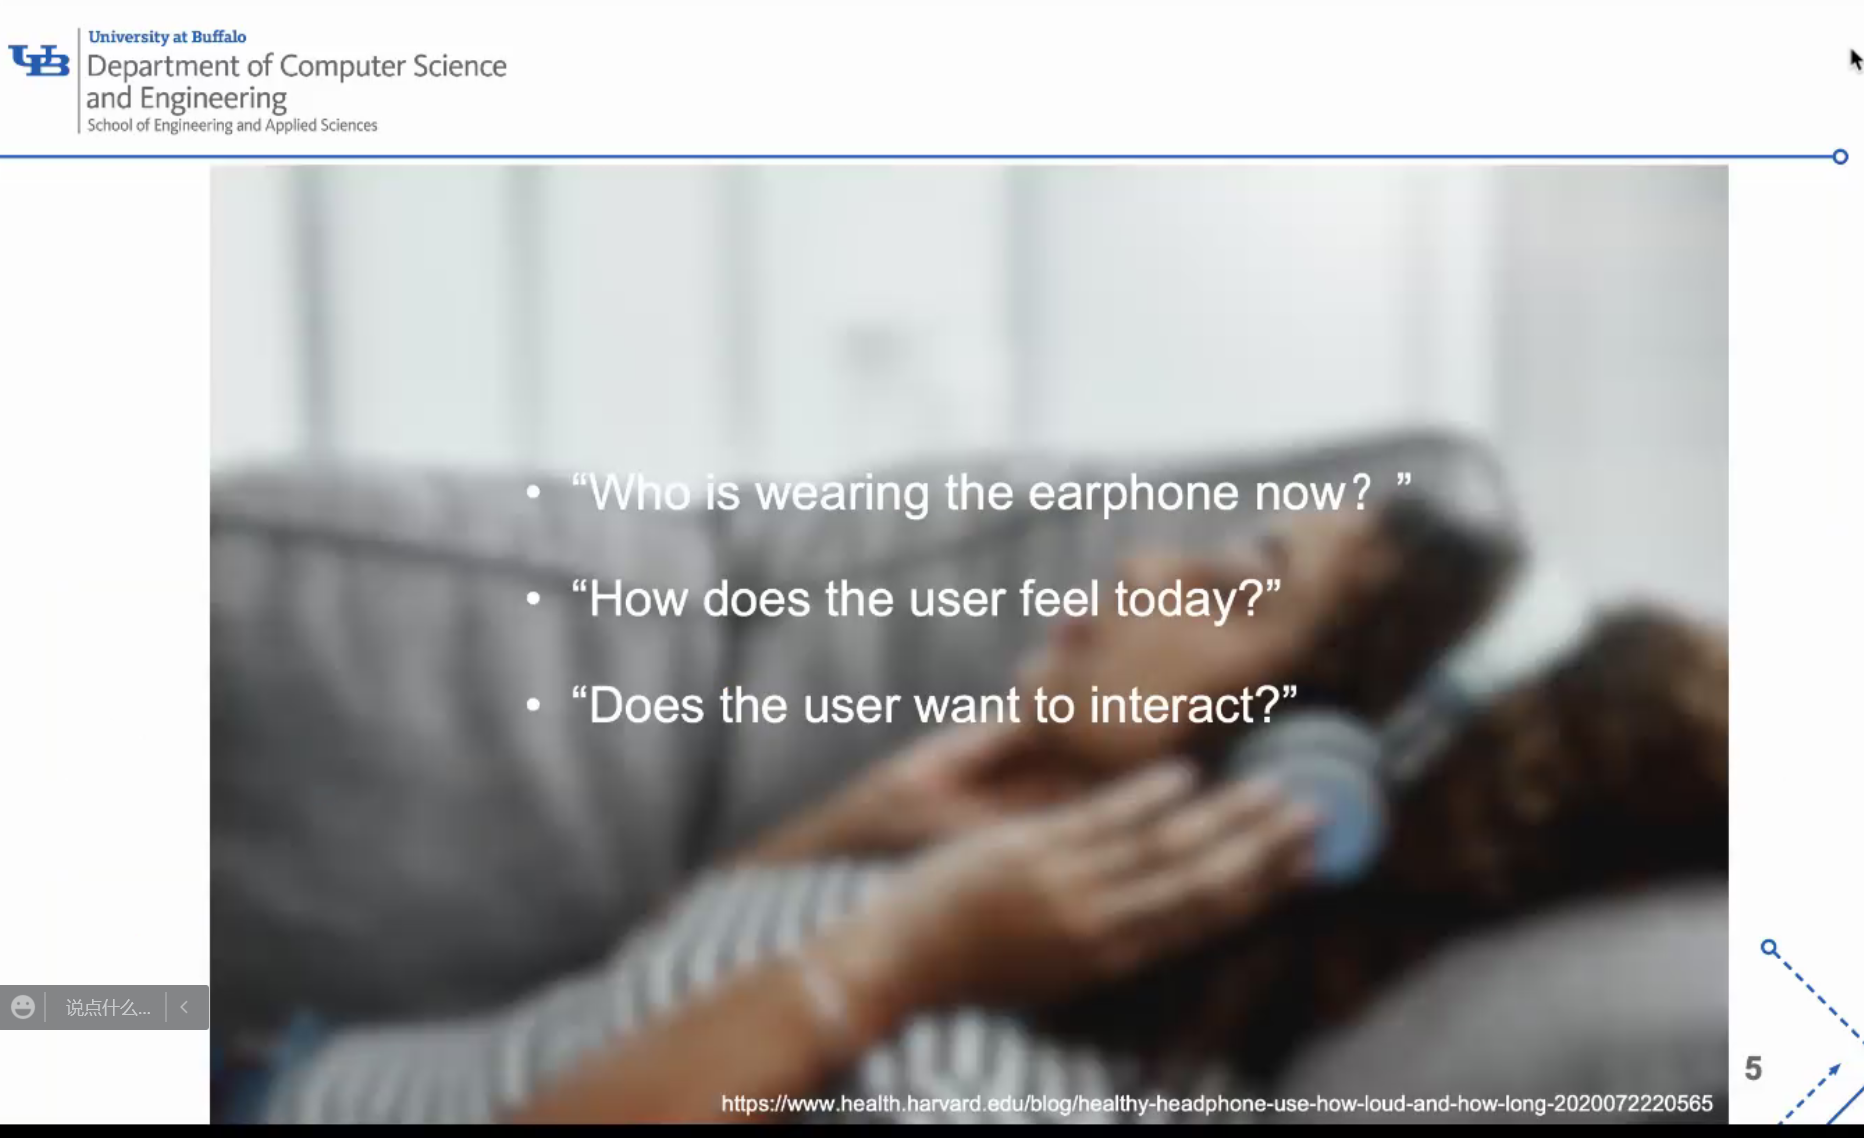 University at Buffalo
Department of Computer Science
and Engineering
School of Engineering and Applied Sciences
• “Who is wearing the earphone now? ”
• “How does the user feel today?”
• “Does the user want to interact?”
说点什么...
5
https://www.health.harvard.edu/blog/healthy-headphone-use-how-loud-and-how-long-2020072220565